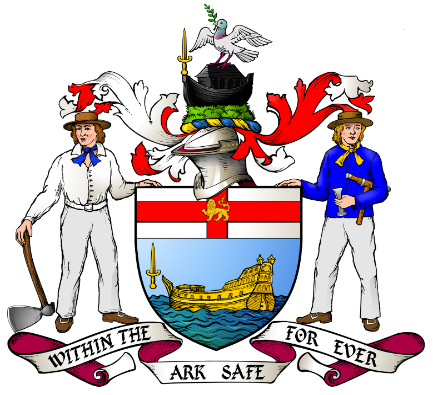 WITHIN THE ARK SAFE FOR EVER